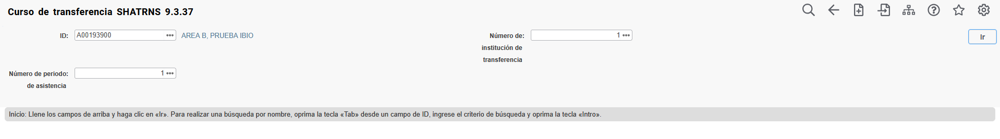 Curso de transferencia SHATRNS 9.3.37
ID: A00193900 ••• AREA B, PRUEBA IBIO
Número de: 1 •••
institución de
transferencia
Ir
Número de periodo: 1 •••
de asistencia
Inicio: Llene los campos de arriba y haga clic en «Ir». Para realizar una búsqueda por nombre, oprima la tecla «Tab» desde un campo de ID, ingrese el criterio de búsqueda y oprima la tecla «Intro».